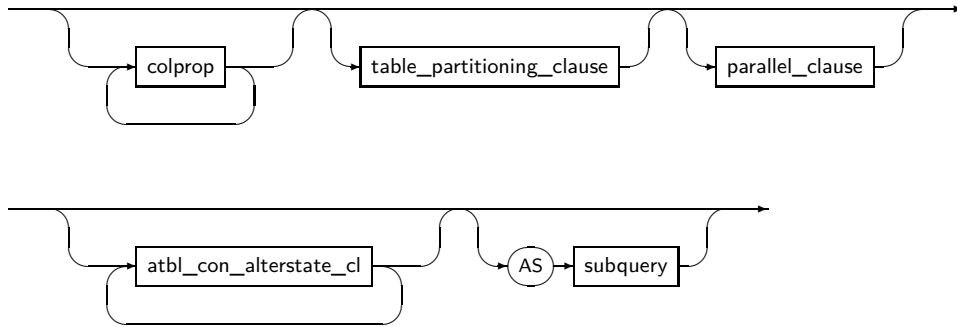 colprop table_partitioning_clause parallel_clause
atbl_con_alterstate_cl AS subquery